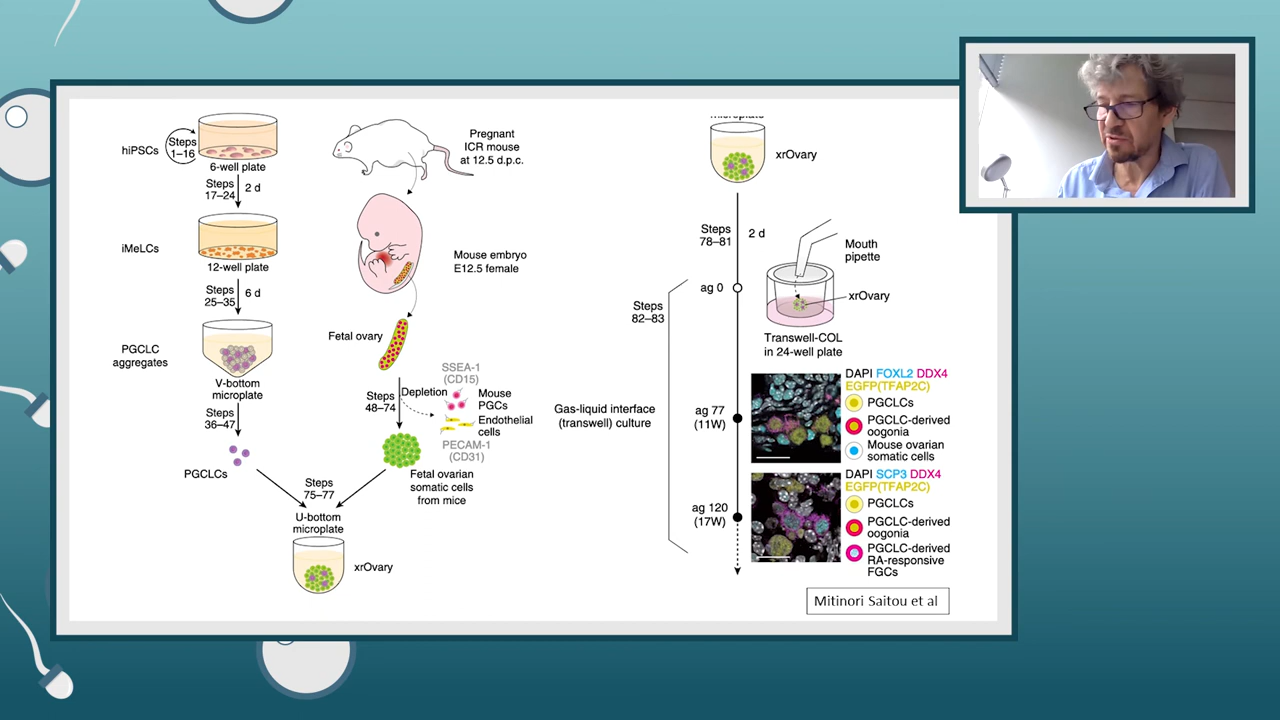 hiPSCs
Steps
1–16
6-well plate
Steps
17–24
2 d
iMeLCs
12-well plate
Steps
25–35
6 d
PGCLC
aggregates
V-bottom
microplate
Steps
36–47
PGCLCs
Pregnant
ICR mouse
at 12.5 d.p.c.
Mouse embryo
E12.5 female
Fetal ovary
SSEA-1
(CD15)
Depletion
Steps
48–74
Mouse
PGCs
Endothelial
cells
PECAM-1
(CD31)
Fetal ovarian
somatic cells
from mice
Steps
75–77
U-bottom
microplate
xrOvary
microplate
xrOvary
Steps
78–81
2 d
Mouth
pipette
ag 0
xrOvary
Steps
82–83
Transwell-COL
in 24-well plate
Gas-liquid interface
(transwell) culture
ag 77
(11W)
DAPI FOXL2 DDX4
EGFP(TFAP2C)
PGCLCs
PGCLC-derived
oogonia
Mouse ovarian
somatic cells
ag 120
(17W)
DAPI SCP3 DDX4
EGFP(TFAP2C)
PGCLCs
PGCLC-derived
oogonia
PGCLC-derived
RA-responsive
FGCs
Mitinori Saitou et al